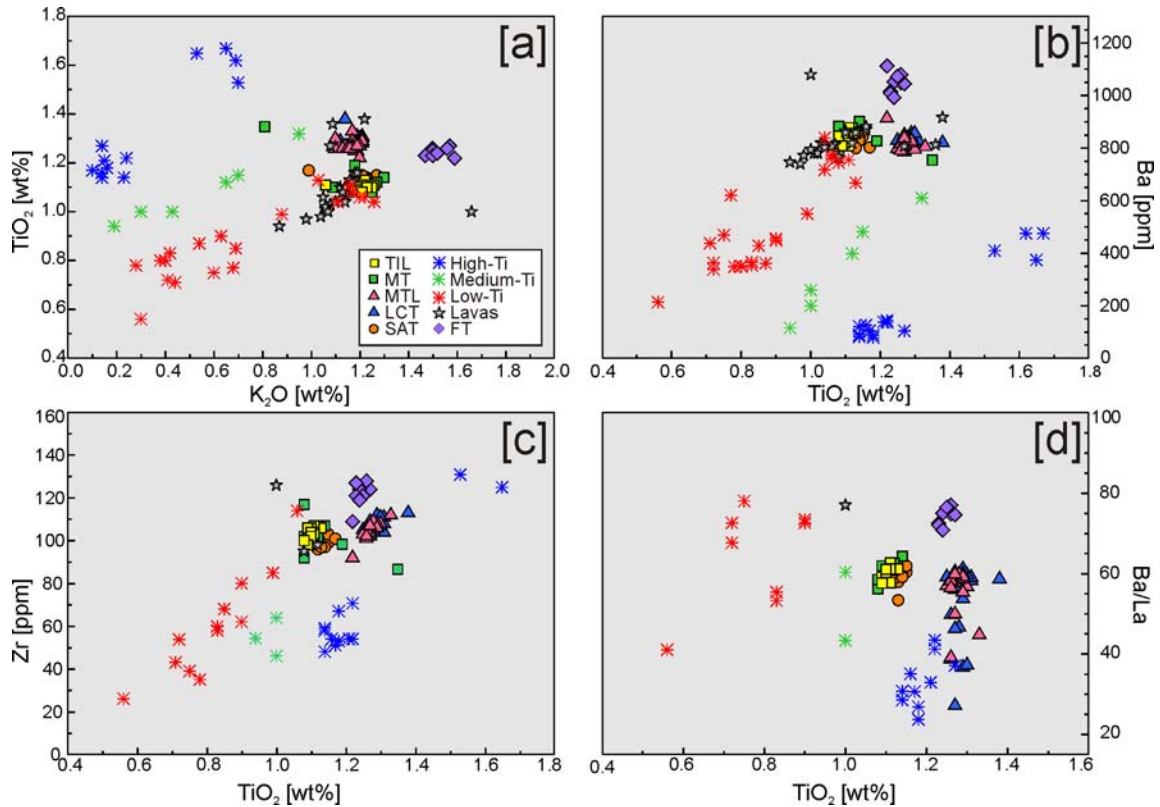 1.8
1.6
1.4
1.2
1.0
0.8
0.6
0.4
TiO2 [wt%]
[a]
TIL
MT
MTL
LCT
SAT
High-Ti
Medium-Ti
Low-Ti
Lavas
FT
0.0 0.2 0.4 0.6 0.8 1.0 1.2 1.4 1.6 1.8 2.0
K2O [wt%]
[b]
1200
1000
800
600
400
200
0
Ba [ppm]
0.4 0.6 0.8 1.0 1.2 1.4 1.6 1.8
TiO2 [wt%]
160
140
120
100
80
60
40
20
0
Zr [ppm]
[c]
0.4 0.6 0.8 1.0 1.2 1.4 1.6 1.8
TiO2 [wt%]
[d]
100
80
60
40
20
Ba/La
0.4 0.6 0.8 1.0 1.2 1.4 1.6
TiO2 [wt%]